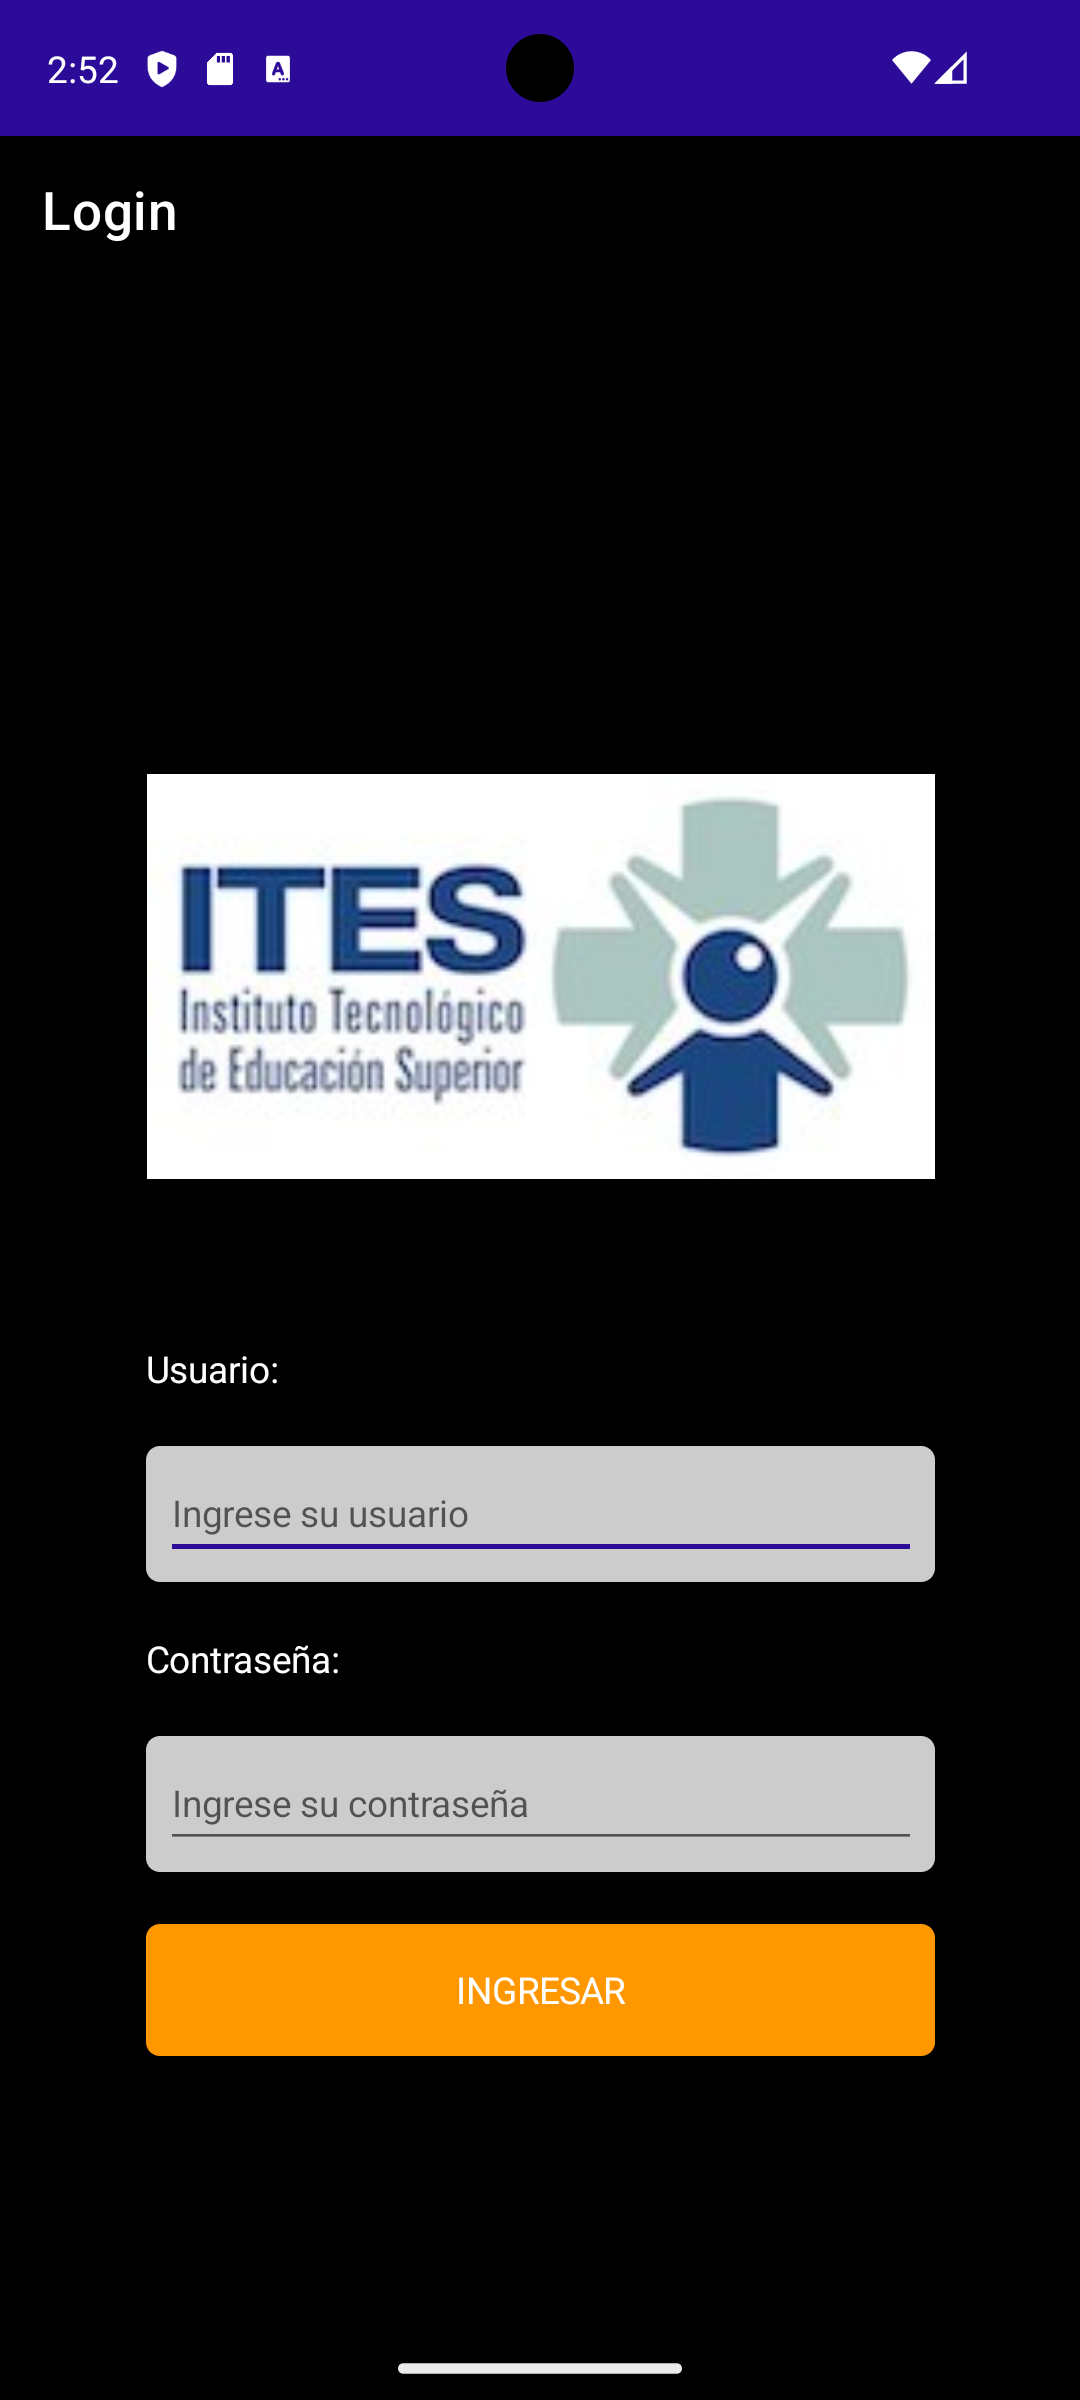 2:52
Login
ITES
Instituto Tecnológico
de Educación Superior
Usuario:
Ingrese su usuario
Contraseña:
Ingrese su contraseña
INGRESAR